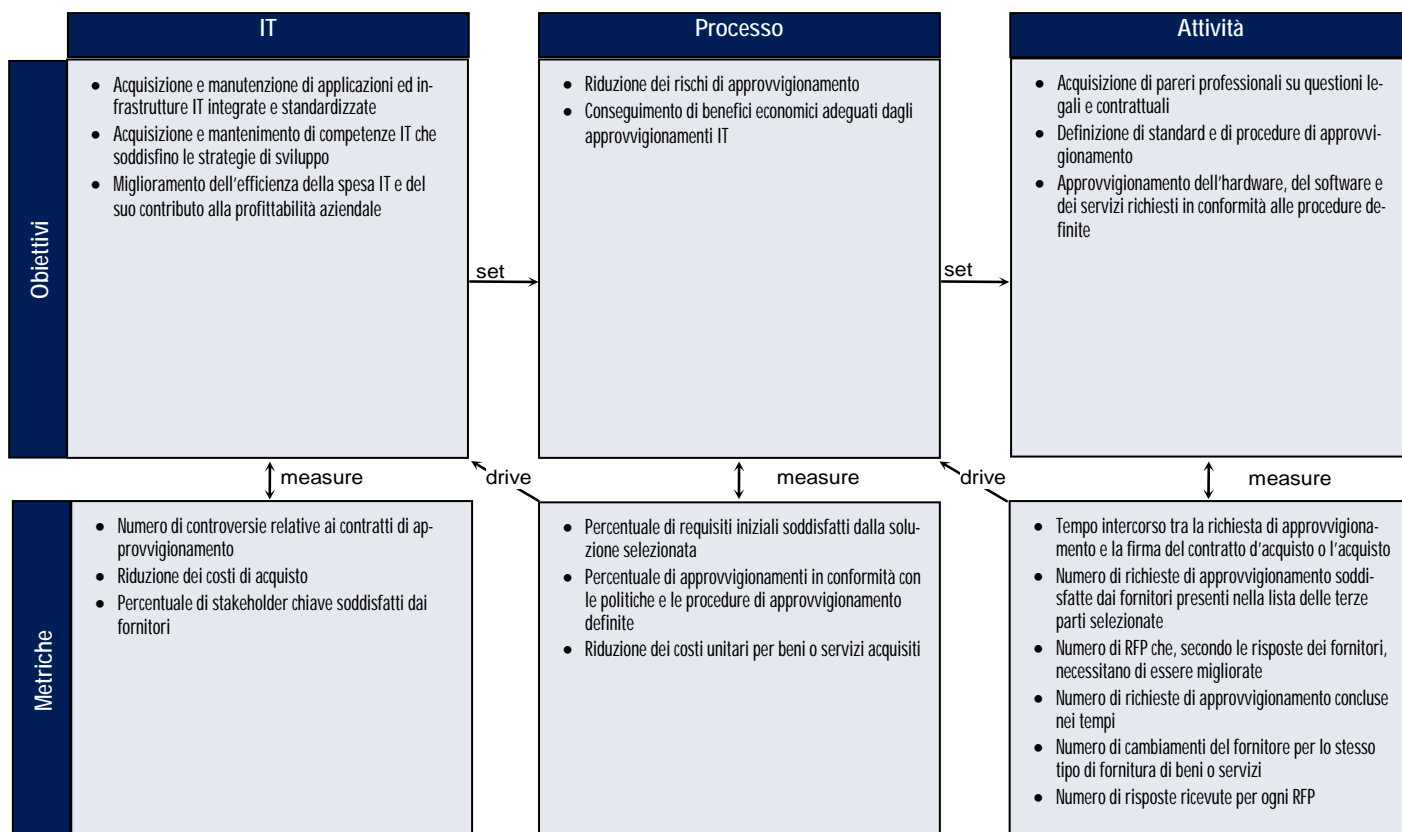 IT
Processo
Attività
Obiettivi
• Acquisizione e manutenzione di applicazioni ed in-
frastrutture IT integrate e standardizzate
• Acquisizione e mantenimento di competenze IT che
soddisfino le strategie di sviluppo
• Miglioramento dell'efficienza della spesa IT e del
suo contributo alla profittabilità aziendale
set
• Riduzione dei rischi di approvvigionamento
• Conseguimento di benefici economici adeguati dagli
approvvigionamenti IT
set
• Acquisizione di pareri professionali su questioni le-
gali e contrattuali
• Definizione di standard e di procedure di approvvi-
gionamento
• Approvvigionamento dell'hardware, del software e
dei servizi richiesti in conformità alle procedure de-
finite
measure
drive
measure
drive
measure
Metriche
• Numero di controversie relative ai contratti di ap-
provvigionamento
• Riduzione dei costi di acquisto
• Percentuale di stakeholder chiave soddisfatti dai
fornitori
• Percentuale di requisiti iniziali soddisfatti dalla solu-
zione selezionata
• Percentuale di approvvigionamenti in conformità con
le politiche e le procedure di approvvigionamento
definite
• Riduzione dei costi unitari per beni o servizi acquisiti
• Tempo intercorso tra la richiesta di approvvigiona-
mento e la firma del contratto d'acquisto o l'acquisto
• Numero di richieste di approvvigionamento soddi-
sfatte dai fornitori presenti nella lista delle terze
parti selezionate
• Numero di RFP che, secondo le risposte dei fornitori,
necessitano di essere migliorate
• Numero di richieste di approvvigionamento concluse
nei tempi
• Numero di cambiamenti del fornitore per lo stesso
tipo di fornitura di beni o servizi
• Numero di risposte ricevute per ogni RFP